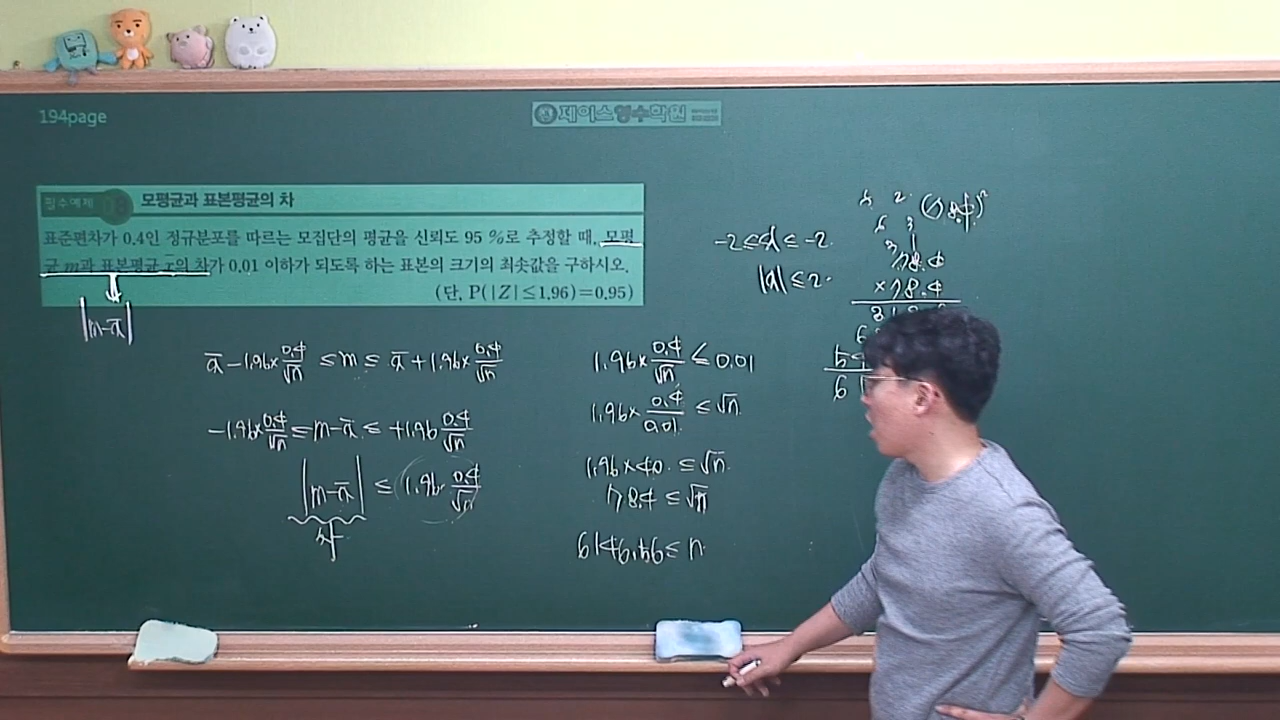 194page
제이스영수학원
필수예제 모평균과 표본평균의 차
표준편차가 0.4인 정규분포를 따르는 모집단의 평균을 신뢰도 95 %로 추정할 때, 모평
균 m과 표본평균 x̄의 차가 0.01 이하가 되도록 하는 표본의 크기의 최솟값을 구하시오.
(단, P(|Z|≤1.96)=0.95)
|m-x̄|
x̄-1.96×0.4/√n ≤m≤ x̄+1.96×0.4/√n
-1.96×0.4/√n≤m-x̄≤+1.96 0.4/√n
|m-x̄| ≤ 1.96·0.4/√n
차
1.96×0.4/√n ≤ 0.01
1.96×0.4/0.01 ≤√n
1.96×40 ≤√n
78.4 ≤√n
6146.56≤ n
-2≤x≤-2
|x|≤2
(78.4)²
78.4
×78.4